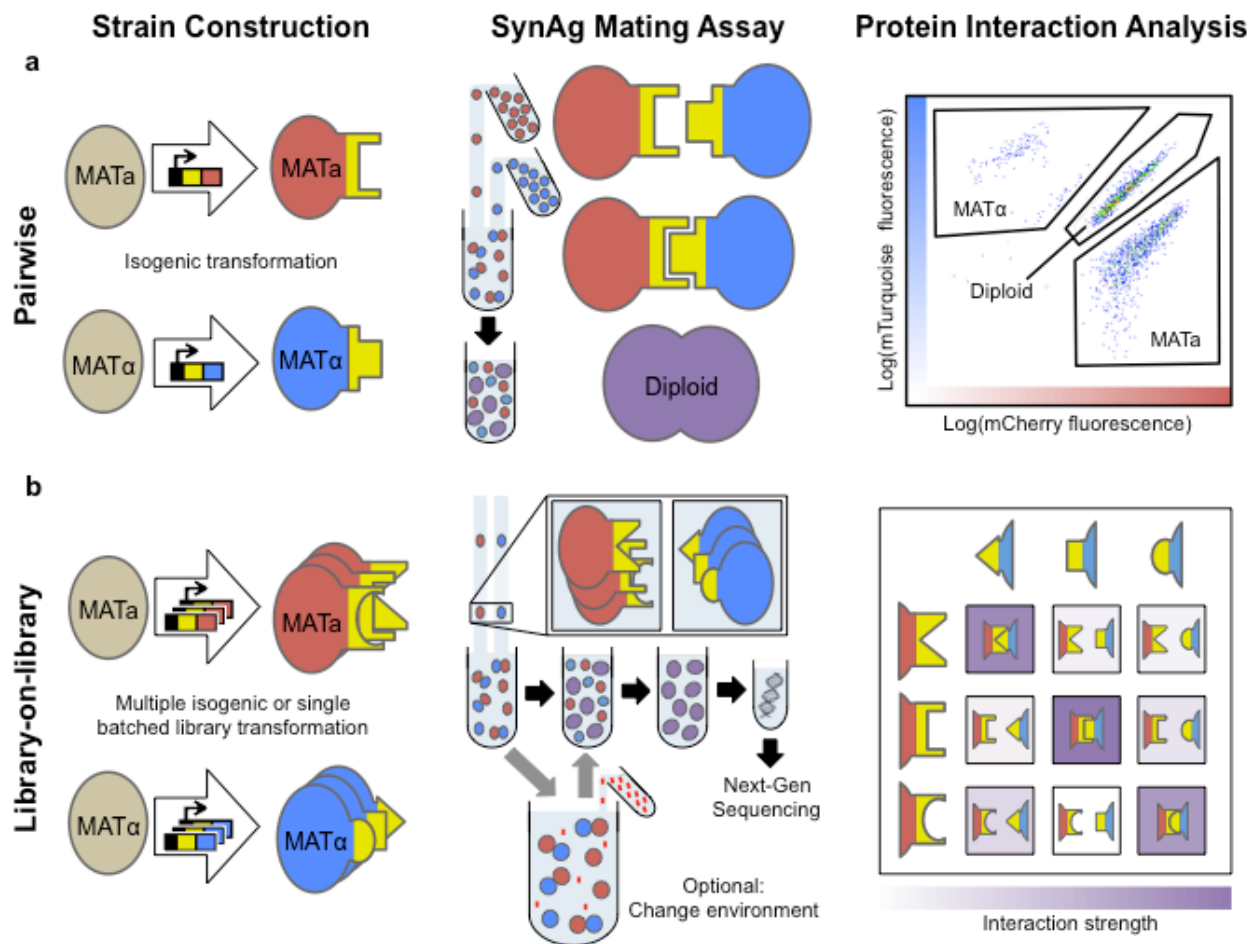 Strain Construction
SynAg Mating Assay
Protein Interaction Analysis
a
Pairwise
MATa
MATa
Isogenic transformation
MATα
MATα
Diploid
Log(mTurquoise fluorescence)
MATα
Diploid
MATa
Log(mCherry fluorescence)
b
Library-on-library
MATa
MATa
Multiple isogenic or single
batched library transformation
MATα
MATα
Next-Gen
Sequencing
Optional:
Change environment
Interaction strength